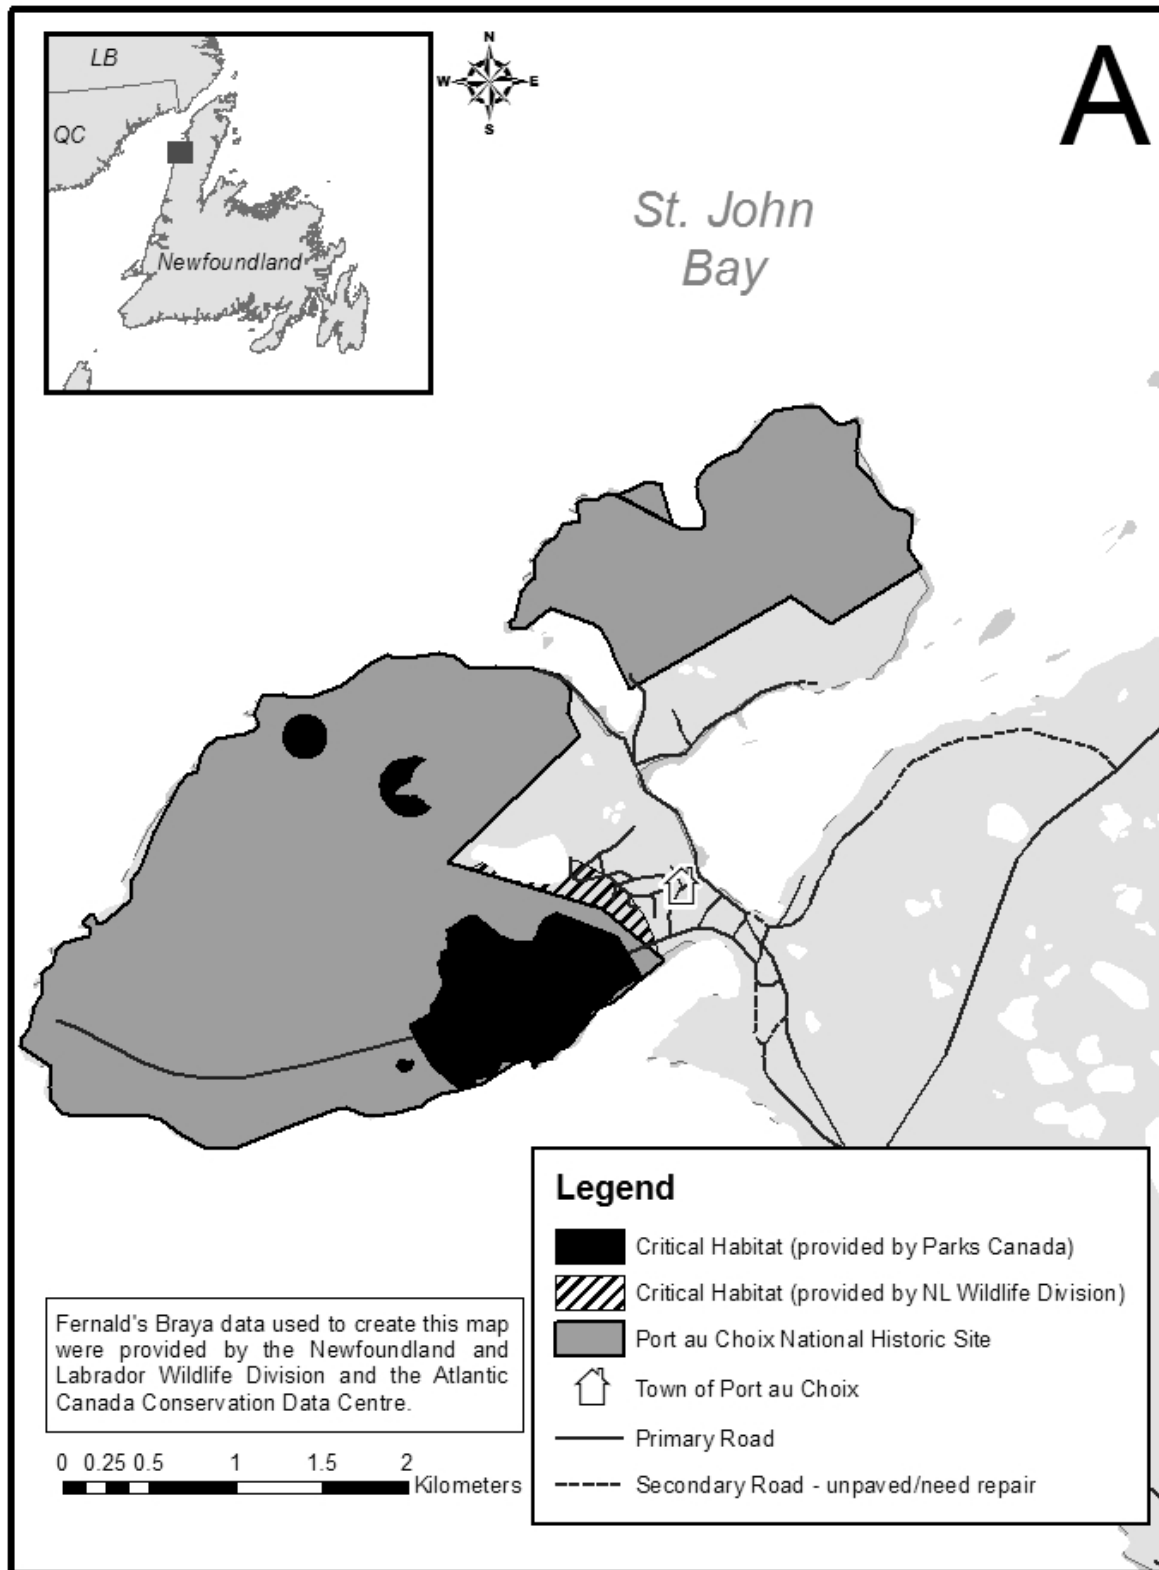 LB
QC
Newfoundland
N
W
E
S
A
St. John
Bay
Legend
Critical Habitat (provided by Parks Canada)
Critical Habitat (provided by NL Wildlife Division)
Port au Choix National Historic Site
Town of Port au Choix
Primary Road
Secondary Road - unpaved/need repair
Fernald's Braya data used to create this map
were provided by the Newfoundland and
Labrador Wildlife Division and the Atlantic
Canada Conservation Data Centre.
0 0.25 0.5 1 1.5 2
Kilometers